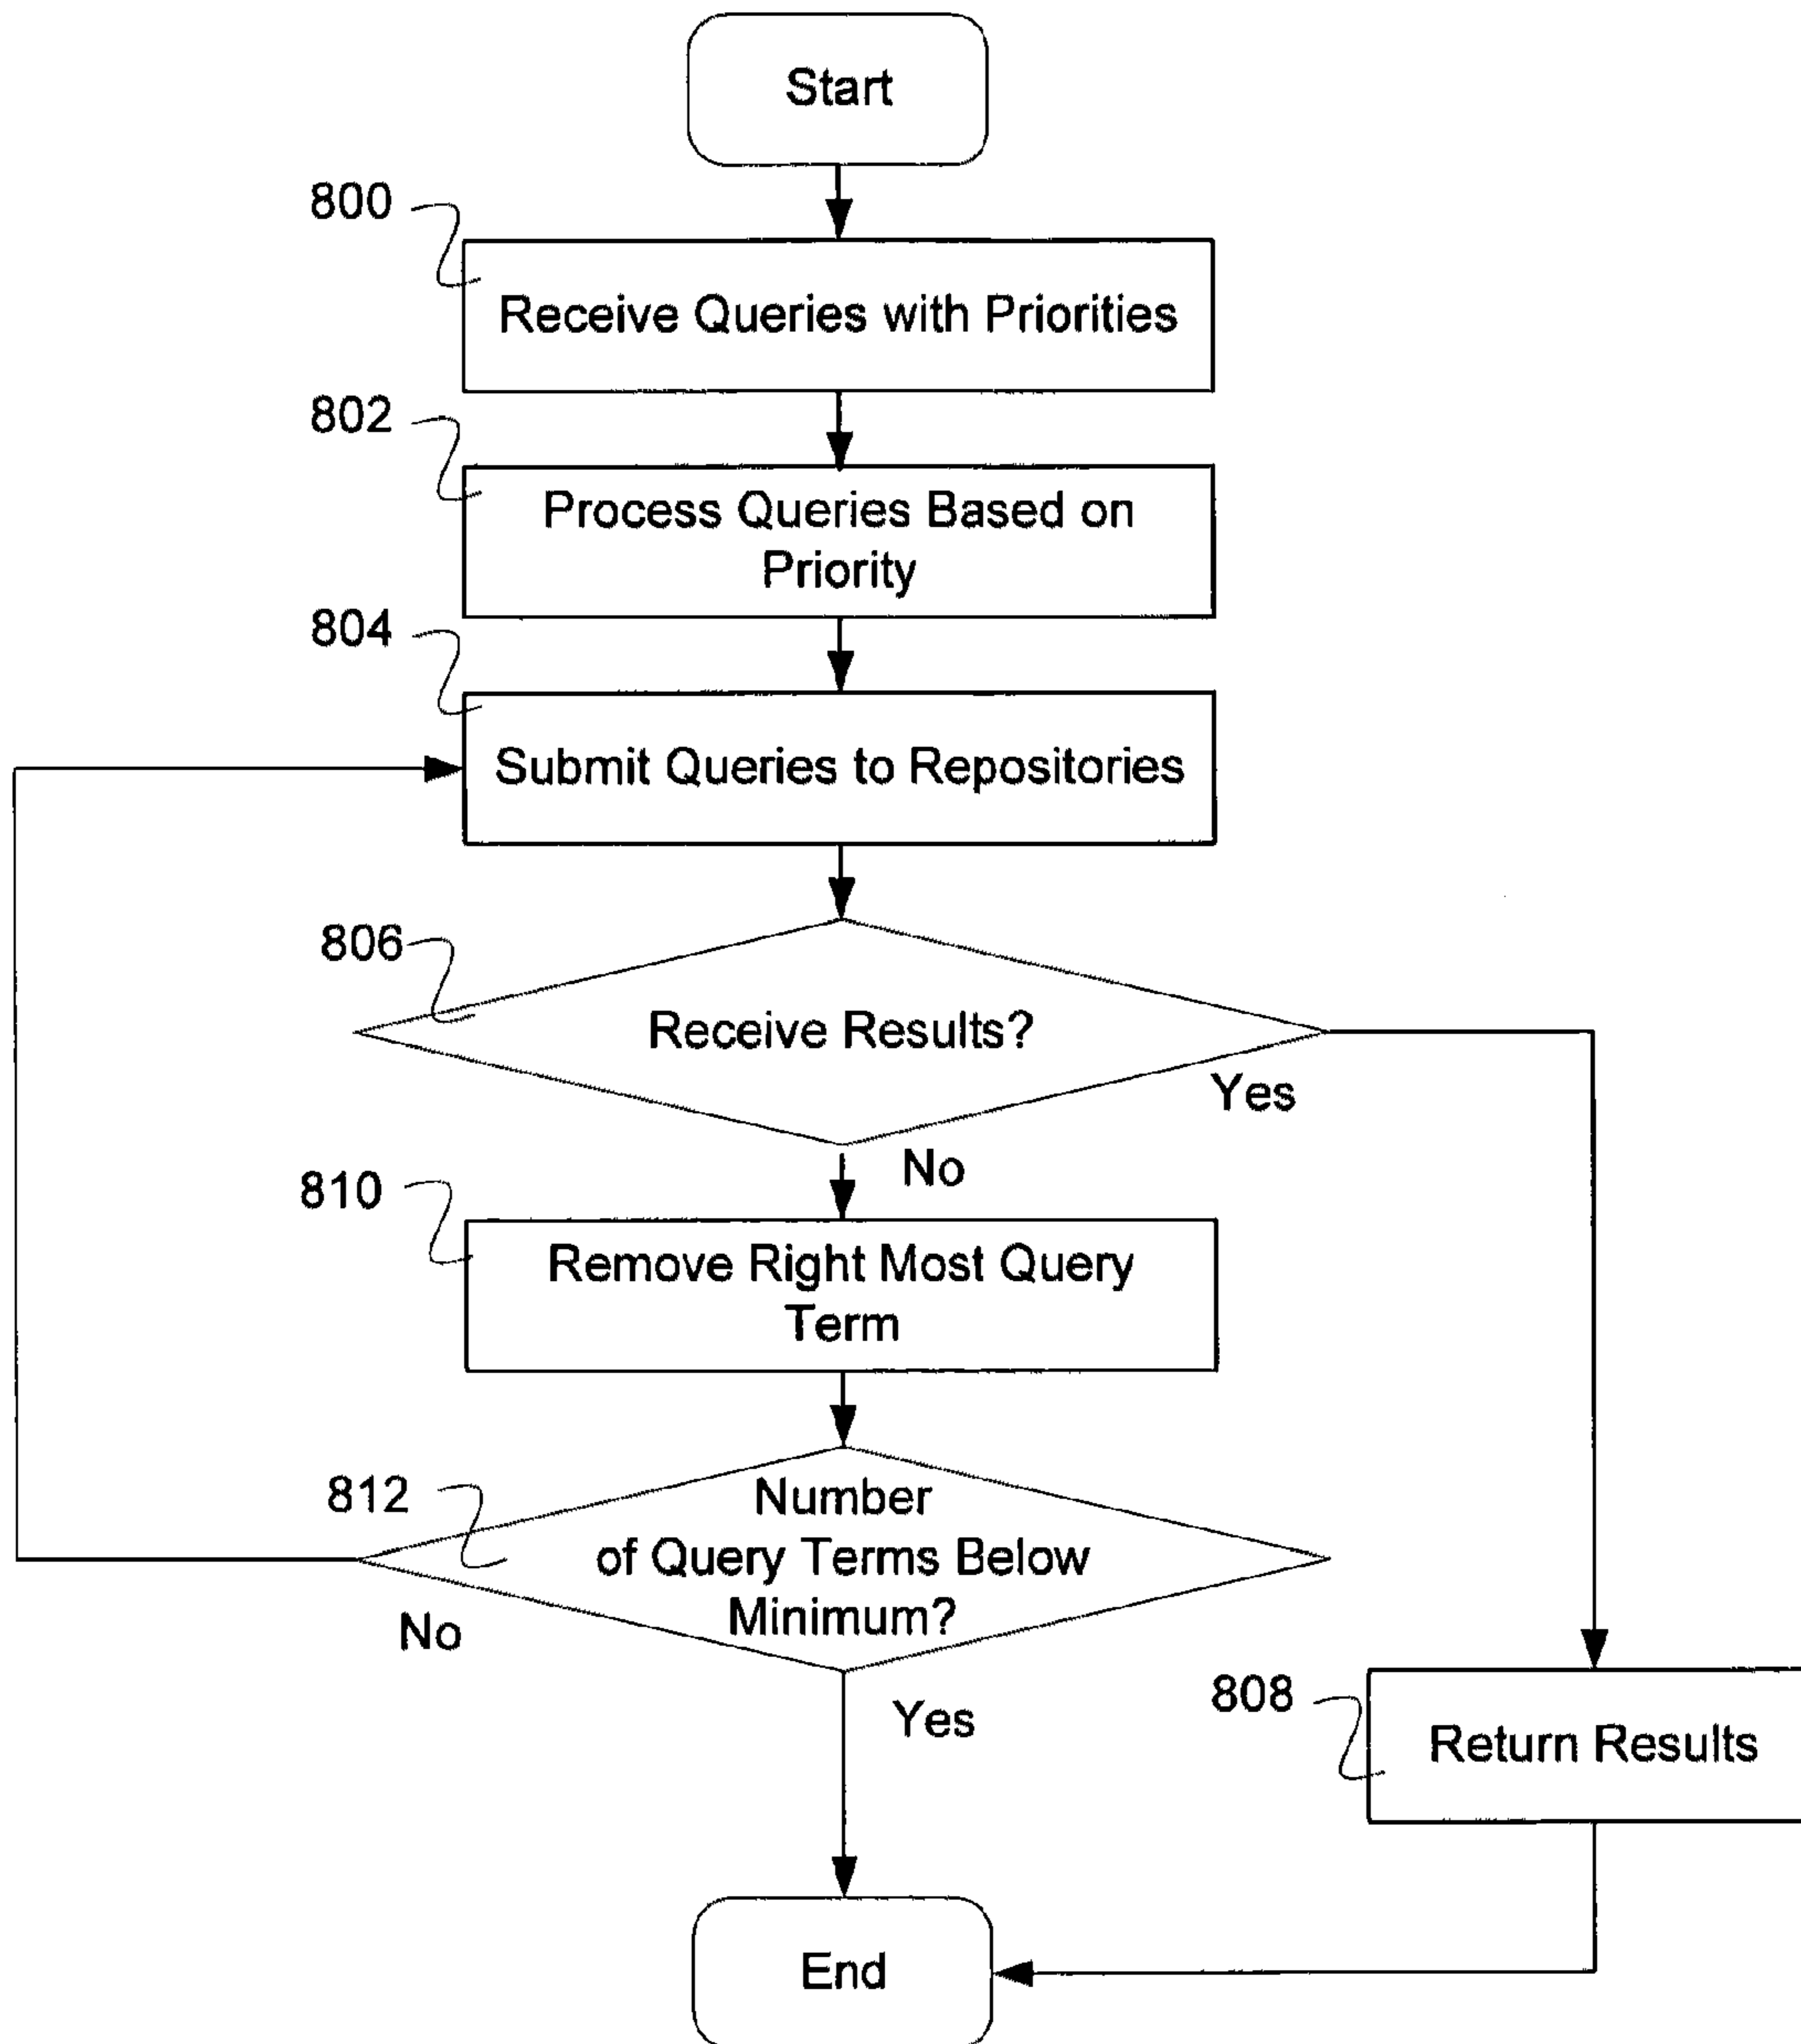 Start
800
Receive Queries with Priorities
802
Process Queries Based on
Priority
804
Submit Queries to Repositories
806
Receive Results?
Yes
No
810
Remove Right Most Query
Term
812
Number
of Query Terms Below
Minimum?
No
Yes
808
Return Results
End